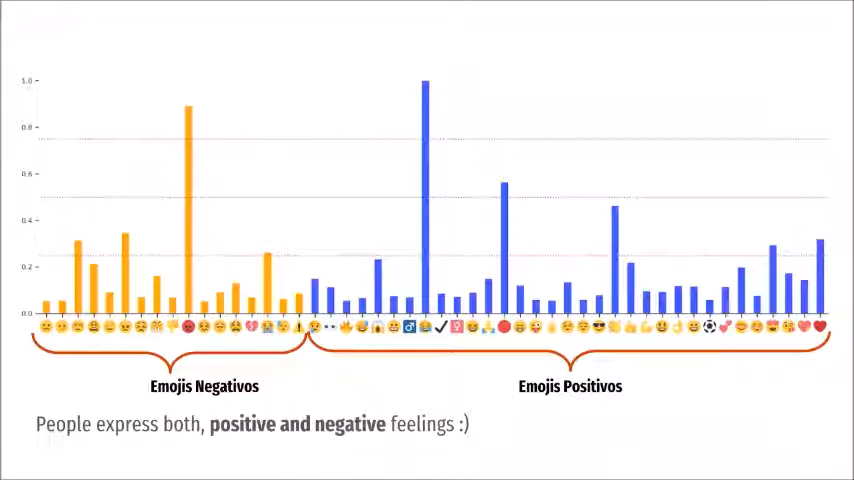 1.0
0.8
0.6
0.4
0.2
0.0
Emojis Negativos
Emojis Positivos
People express both, positive and negative feelings :)